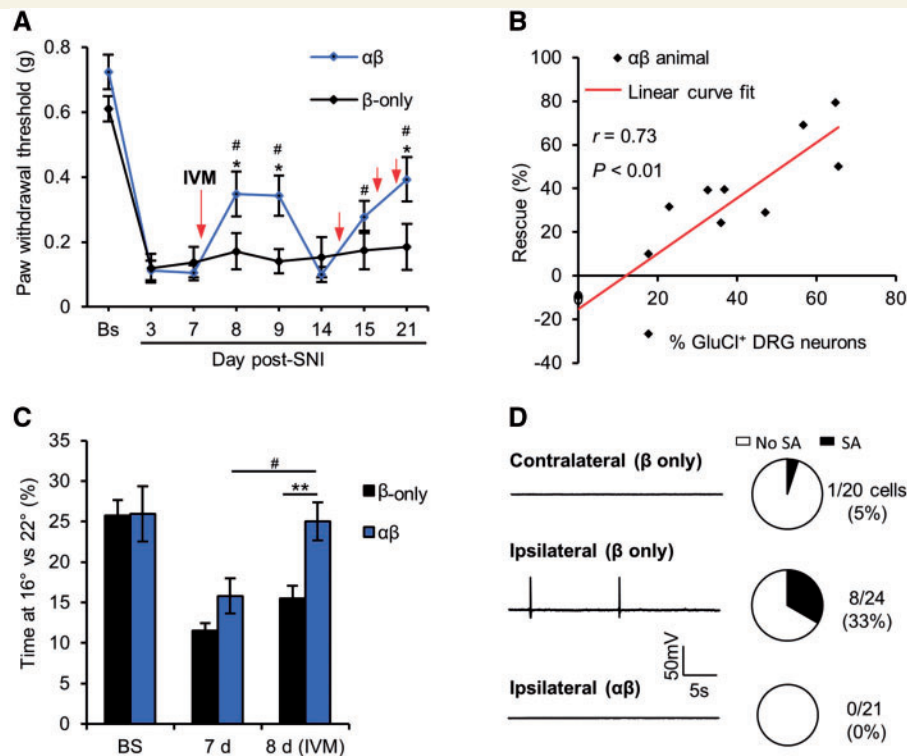 A
Paw withdrawal threshold (g)
0.8
0.6
0.4
0.2
0
αβ
β-only
IVM
#
*
#
*
#
#
*
Bs 3 7 8 9 14 15 21
Day post-SNI
B
Rescue (%)
100
80
60
40
20
0
-20
-40
αβ animal
Linear curve fit
r = 0.73
P < 0.01
0 20 40 60 80
% GluCl⁺ DRG neurons
C
Time at 16° vs 22° (%)
35
30
25
20
15
10
5
0
#
**
β-only
αβ
BS 7 d 8 d (IVM)
D
No SA SA
Contralateral (β only)
1/20 cells
(5%)
Ipsilateral (β only)
8/24
(33%)
50mV
5s
Ipsilateral (αβ)
0/21
(0%)